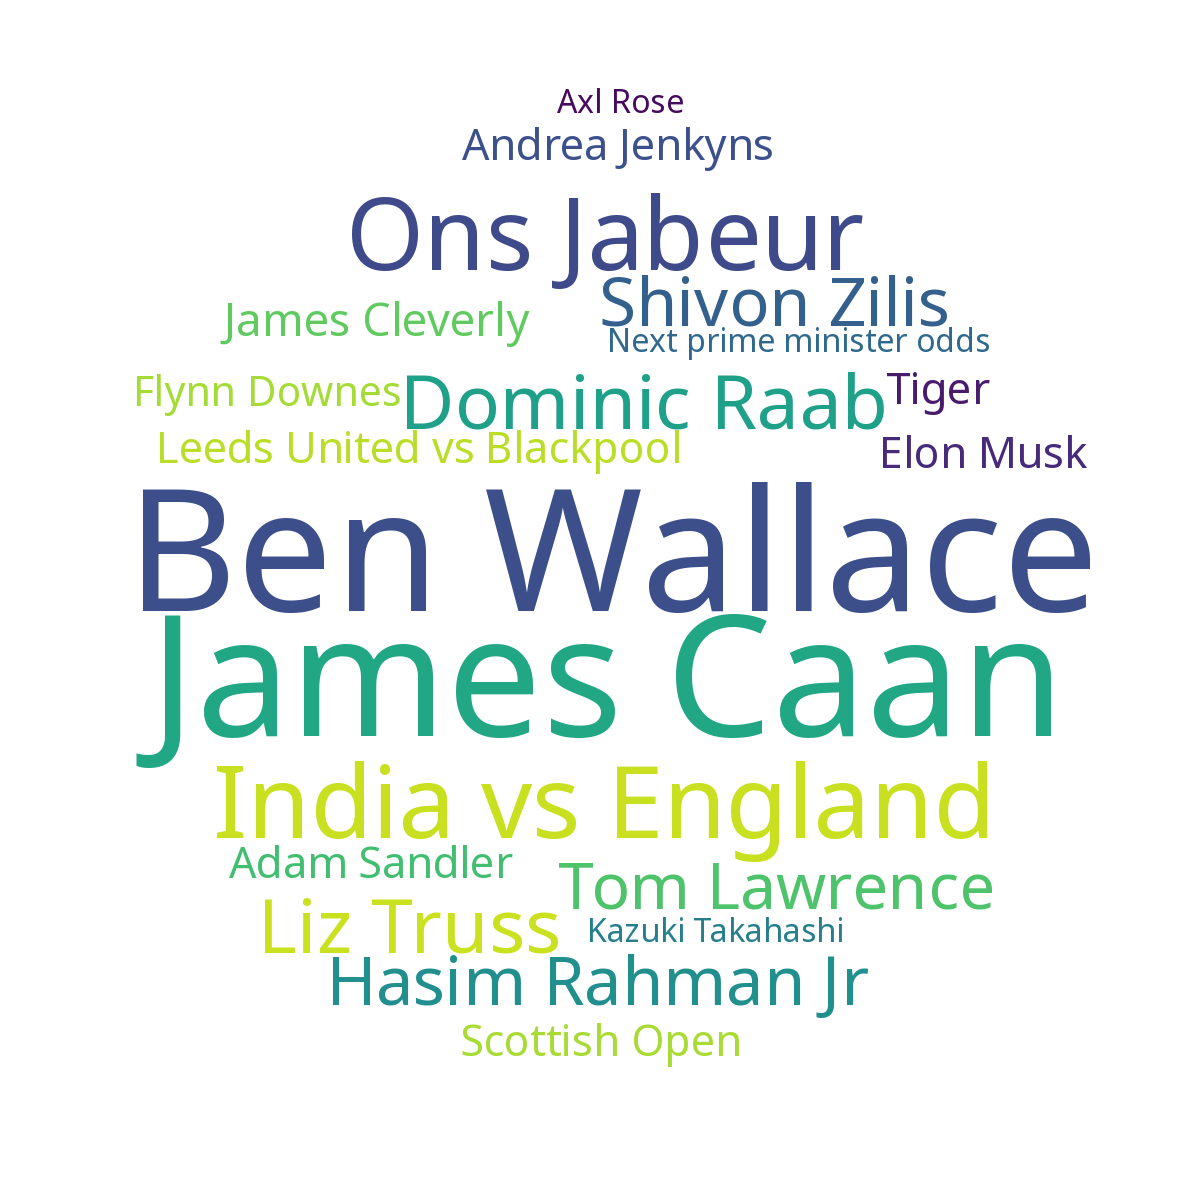 Axl Rose
Andrea Jenkyns
Ons Jabeur
Shivon Zilis
James Cleverly
Next prime minister odds
Flynn Downes
Dominic Raab
Tiger
Leeds United vs Blackpool
Elon Musk
Ben Wallace
James Caan
India vs England
Adam Sandler
Tom Lawrence
Liz Truss
Kazuki Takahashi
Hasim Rahman Jr
Scottish Open